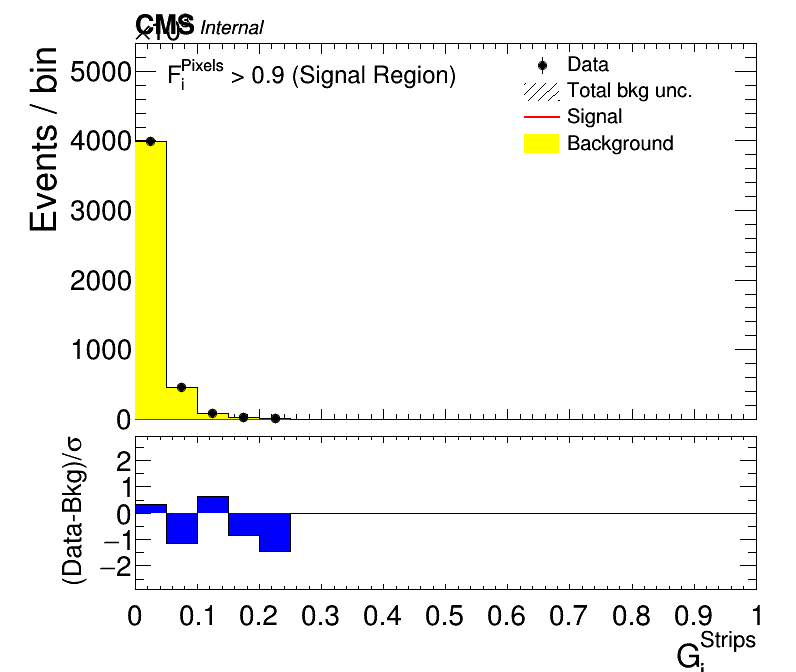 CMS Internal
×10³
Events / bin
5000
4000
3000
2000
1000
0
F_i^Pixels > 0.9 (Signal Region)
Data
Total bkg unc.
Signal
Background
(Data-Bkg)/σ
2
1
0
−1
−2
0 0.1 0.2 0.3 0.4 0.5 0.6 0.7 0.8 0.9 1
G_i^Strips